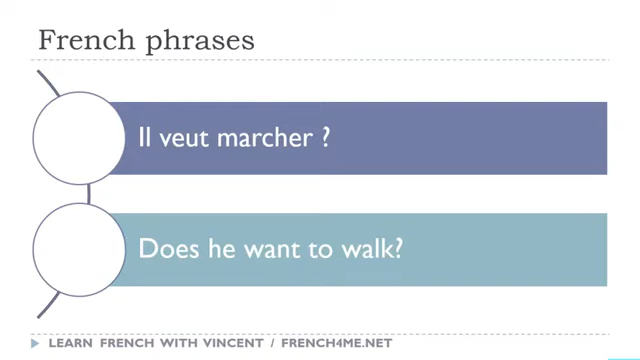 French phrases
Il veut marcher ?
Does he want to walk?
LEARN FRENCH WITH VINCENT / FRENCH4ME.NET